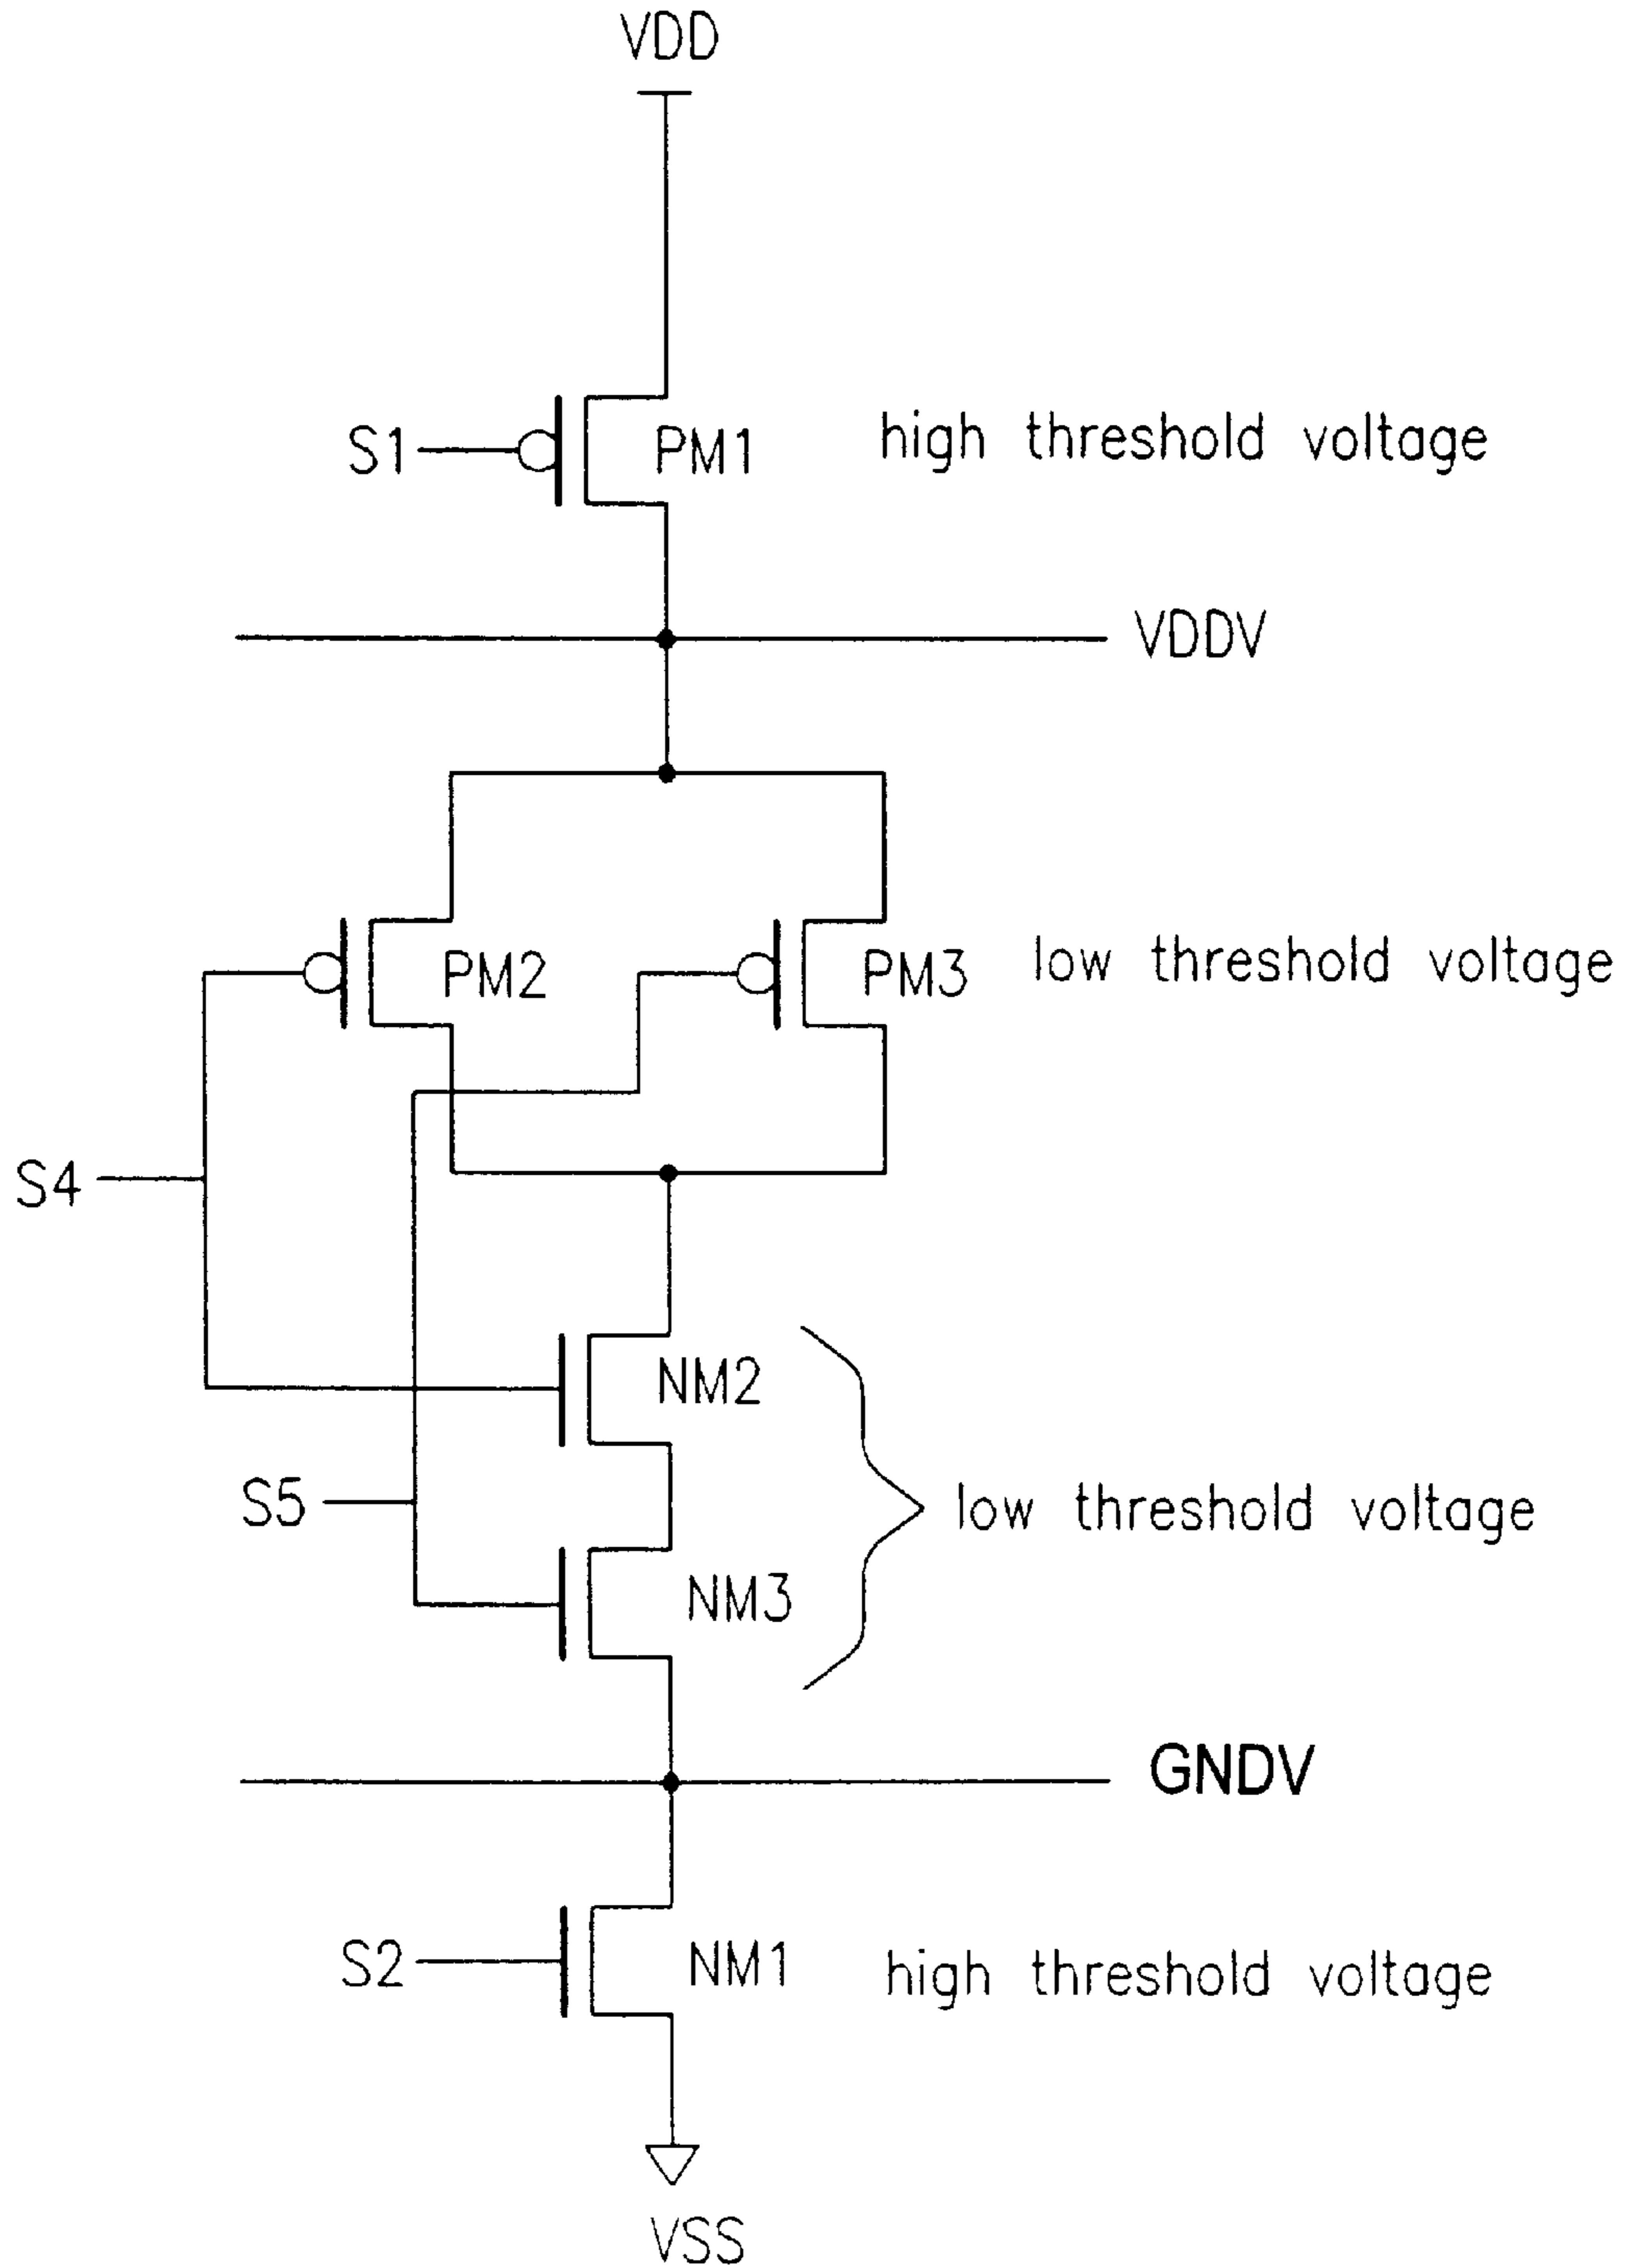 VDD
S1
PM1
high threshold voltage
VDDV
PM2
PM3
low threshold voltage
S4
NM2
S5
low threshold voltage
NM3
GNDV
S2
NM1
high threshold voltage
VSS